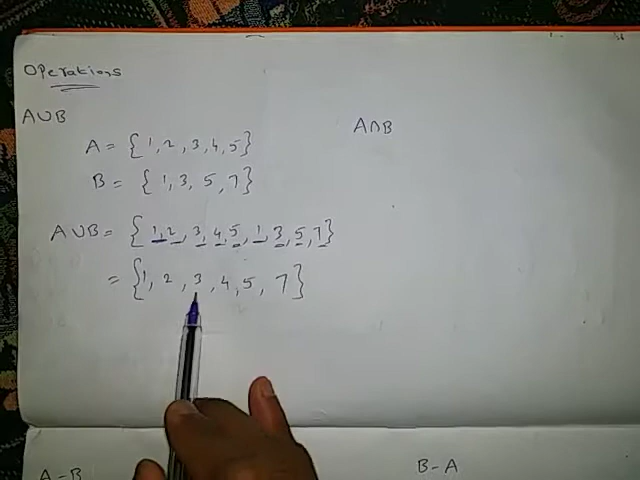 Operations
A∪B
A∩B
A = {1, 2, 3, 4, 5}
B = {1, 3, 5, 7}
A∪B = {1, 2, 3, 4, 5, 1, 3, 5, 7}
= {1, 2, 3, 4, 5, 7}
A-B
B-A